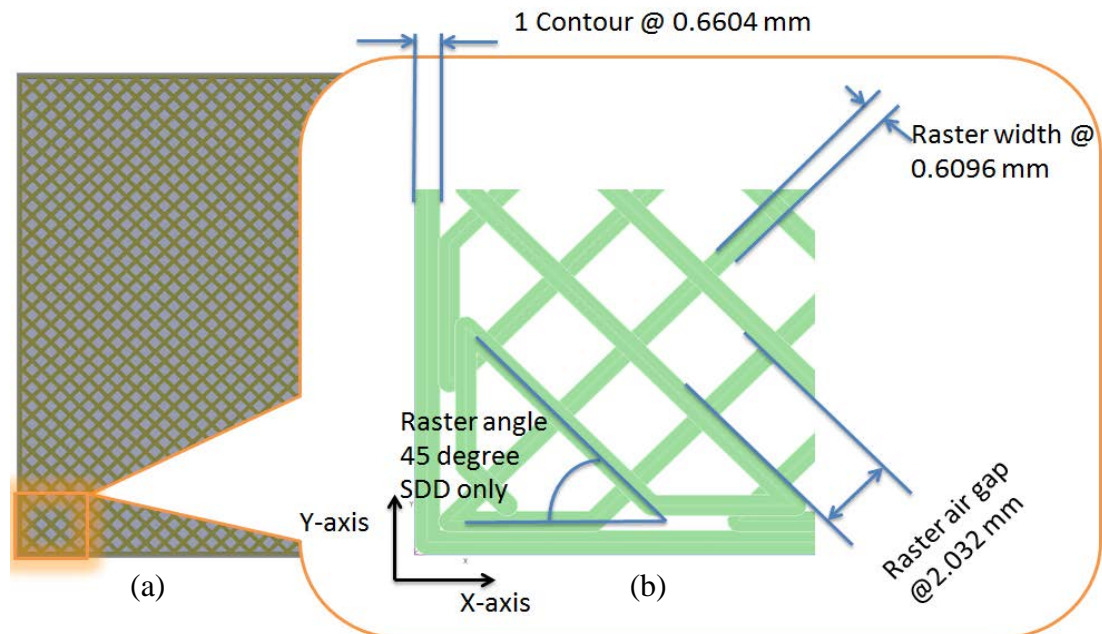 1 Contour @ 0.6604 mm
Raster width @
0.6096 mm
Raster angle
45 degree
SDD only
Y-axis
X-axis
Raster air gap
@2.032 mm
(a)
(b)